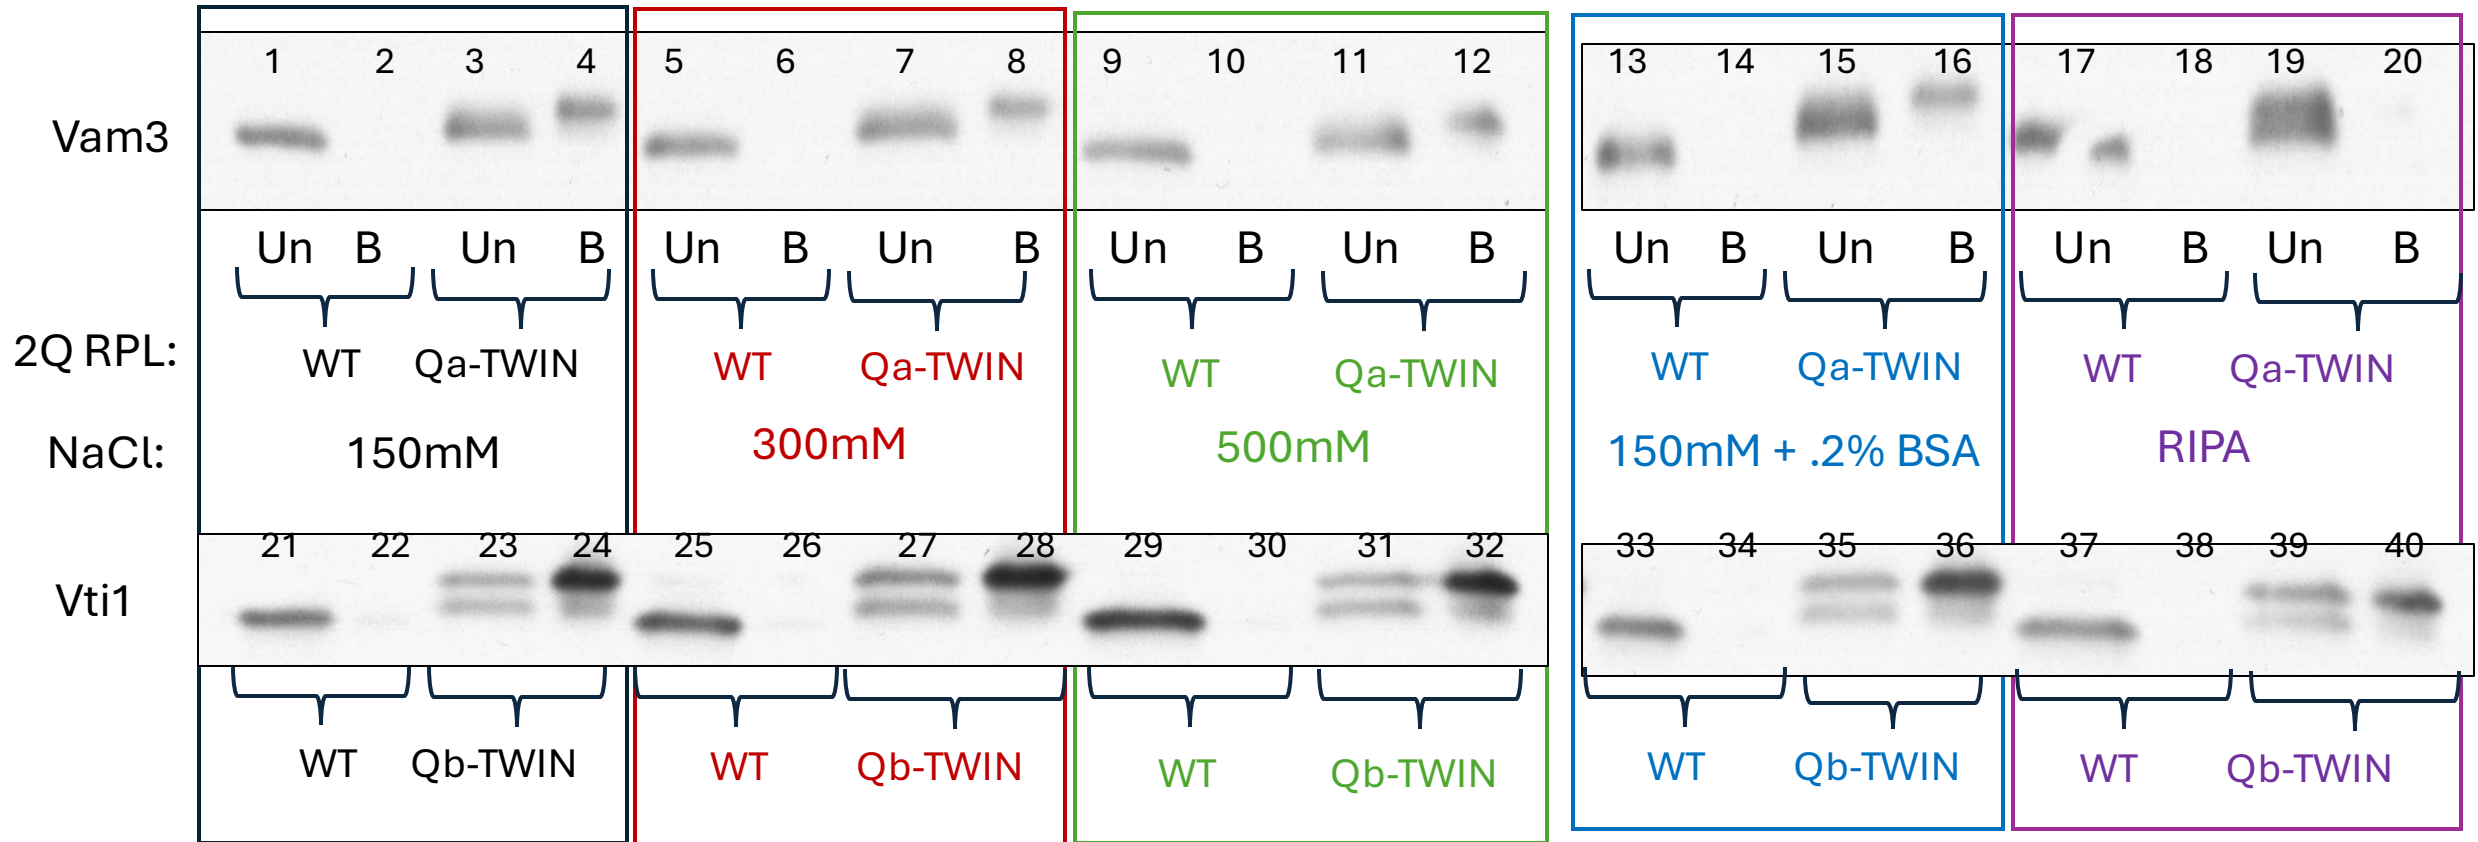 1 2 3 4 5 6 7 8 9 10 11 12 13 14 15 16 17 18 19 20
Vam3
Un B Un B Un B Un B Un B Un B Un B Un B Un B Un B
2Q RPL: WT Qa-TWIN WT Qa-TWIN WT Qa-TWIN WT Qa-TWIN WT Qa-TWIN
NaCl: 150mM 300mM 500mM 150mM + .2% BSA RIPA
21 22 23 24 25 26 27 28 29 30 31 32 33 34 35 36 37 38 39 40
Vti1
WT Qb-TWIN WT Qb-TWIN WT Qb-TWIN WT Qb-TWIN WT Qb-TWIN